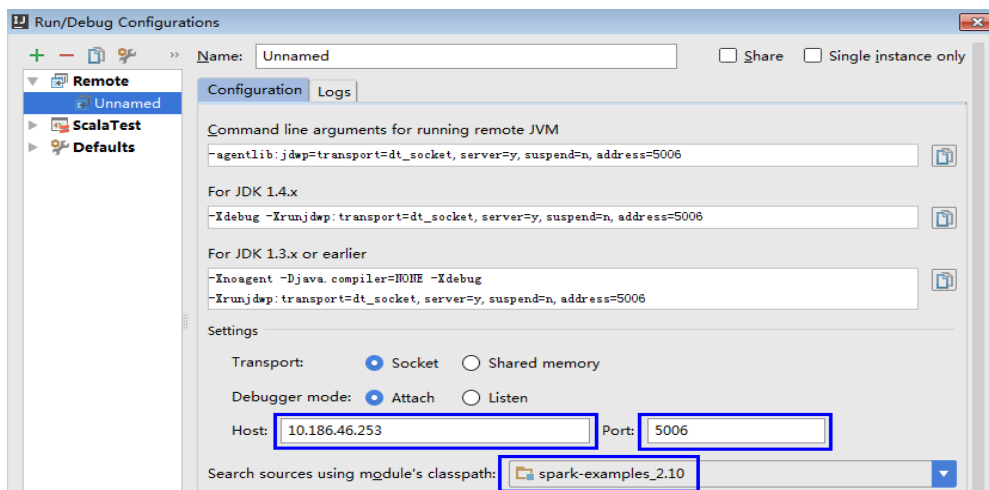 Run/Debug Configurations
Name: Unnamed Share Single instance only
Remote
Unnamed
ScalaTest
Defaults
Configuration Logs
Command line arguments for running remote JVM
-agentlib:jdwp=transport=dt_socket, server=y, suspend=n, address=5006
For JDK 1.4.x
-Xdebug -Xrunjdwp:transport=dt_socket, server=y, suspend=n, address=5006
For JDK 1.3.x or earlier
-Xnoagent -Djava.compiler=NONE -Xdebug
-Xrunjdwp:transport=dt_socket, server=y, suspend=n, address=5006
Settings
Transport: Socket Shared memory
Debugger mode: Attach Listen
Host: 10.186.46.253 Port: 5006
Search sources using module's classpath: spark-examples_2.10